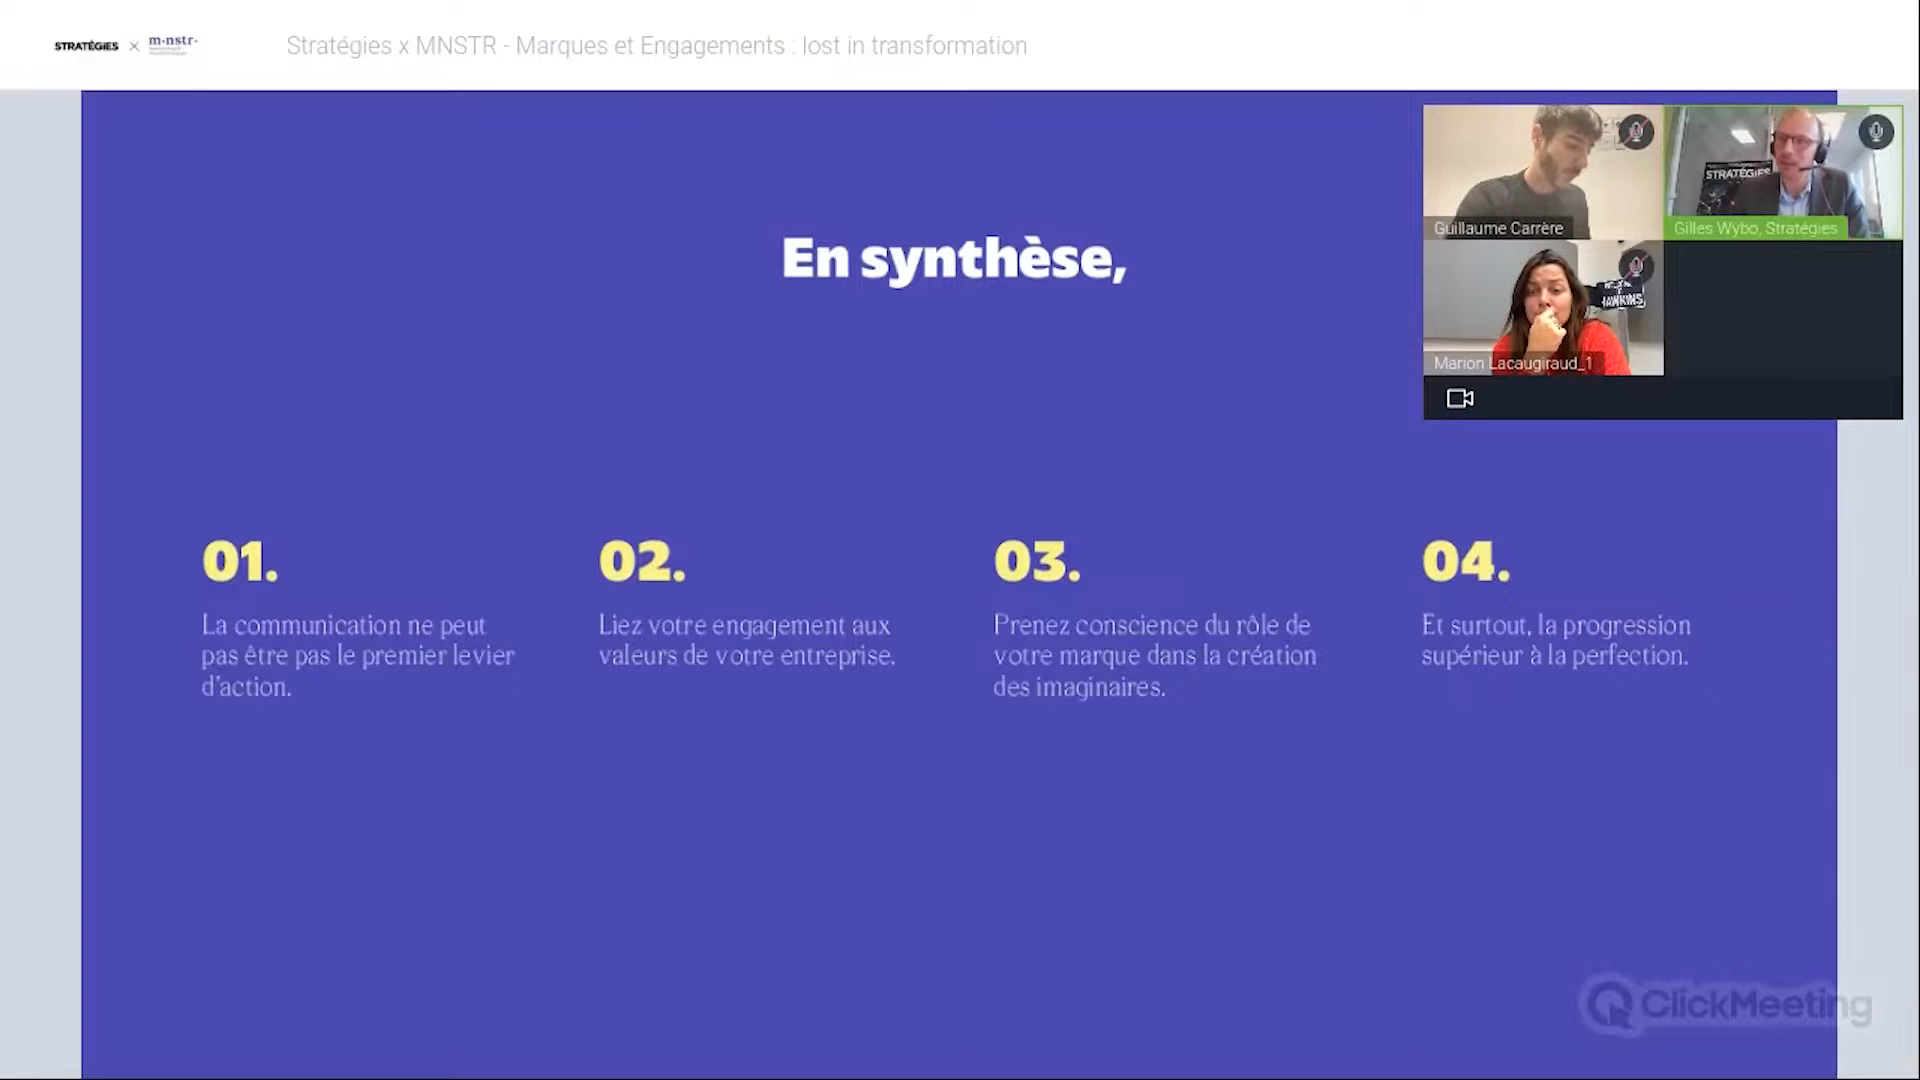 STRATÉGIES × m·nstr·
Stratégies x MNSTR - Marques et Engagements : lost in transformation
STRATÉGIES
Guillaume Carrère
Gilles Wybo, Stratégies
HAWKINS
Marion Lacaugiraud_1
En synthèse,
01.
La communication ne peut
pas être pas le premier levier
d'action.
02.
Liez votre engagement aux
valeurs de votre entreprise.
03.
Prenez conscience du rôle de
votre marque dans la création
des imaginaires.
04.
Et surtout, la progression
supérieur à la perfection.
ClickMeeting